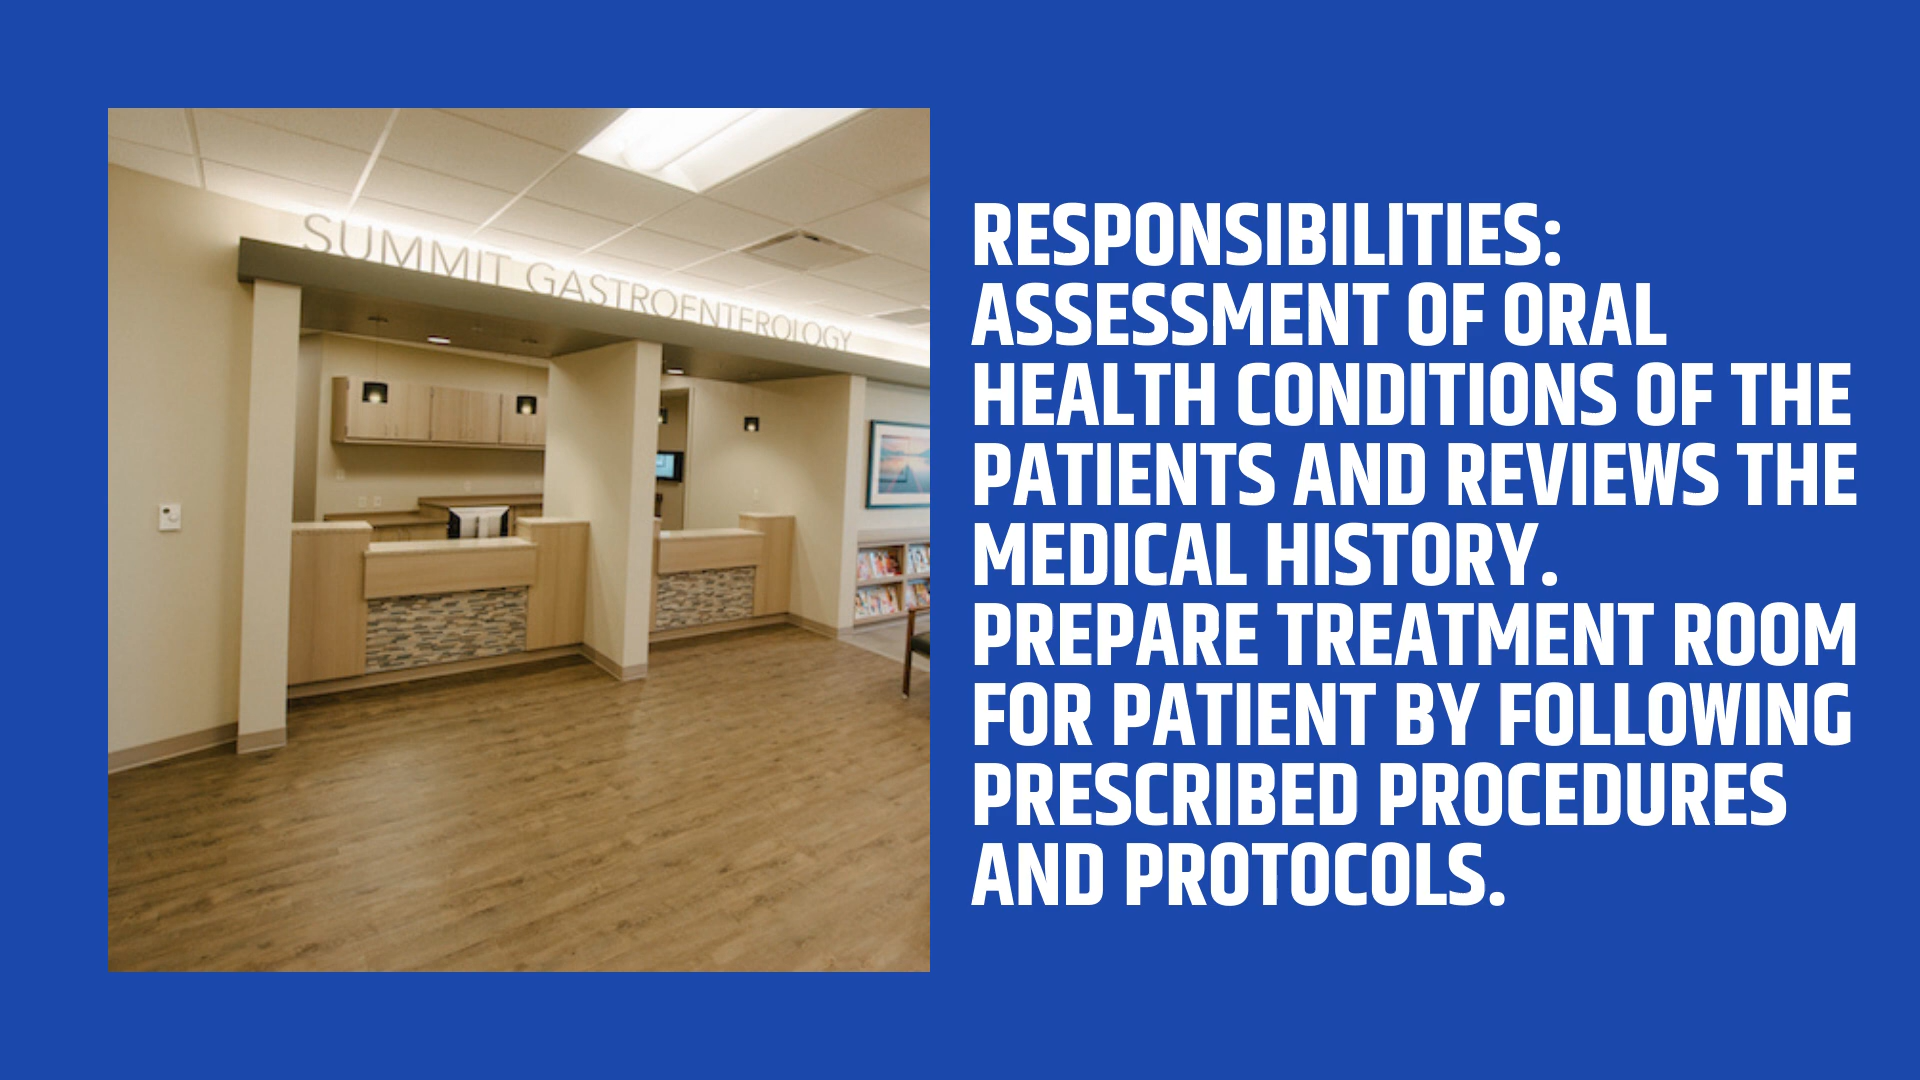 SUMMIT GASTROENTEROLOGY
RESPONSIBILITIES:
ASSESSMENT OF ORAL
HEALTH CONDITIONS OF THE
PATIENTS AND REVIEWS THE
MEDICAL HISTORY.
PREPARE TREATMENT ROOM
FOR PATIENT BY FOLLOWING
PRESCRIBED PROCEDURES
AND PROTOCOLS.